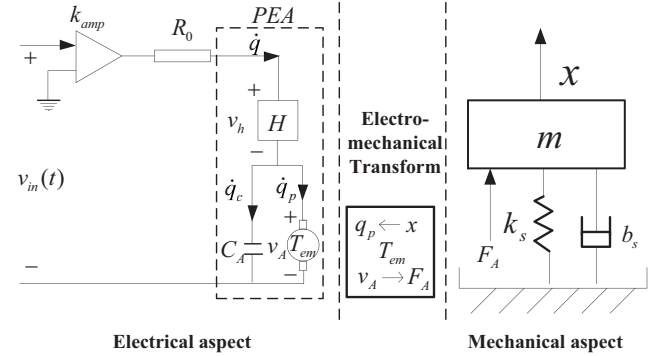 k_amp
R_0
PEA
q̇
+
+
v_h
H
−
v_in(t)
q̇_c
q̇_p
+
C_A
v_A
T_em
−
−
Electrical aspect
Electro-
mechanical
Transform
q_p ← x
T_em
v_A → F_A
x
m
F_A
k_s
b_s
Mechanical aspect